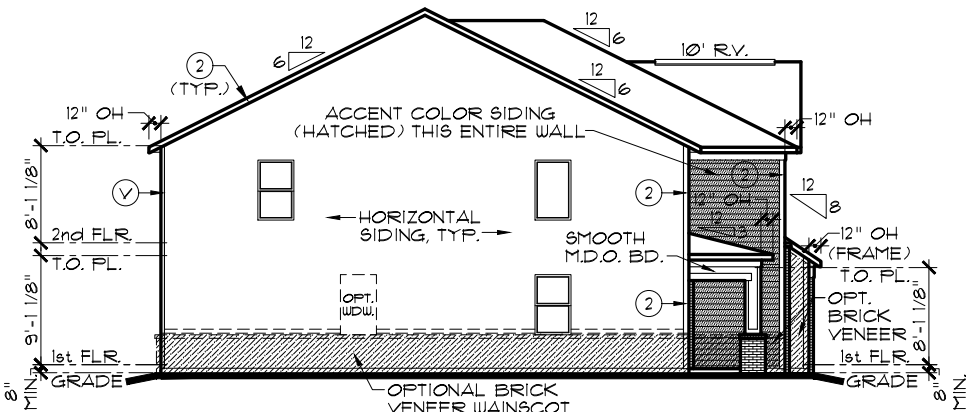 12
6
12
6
10' R.V.
2
(TYP.)
12
6
12" OH
ACCENT COLOR SIDING
(HATCHED) THIS ENTIRE WALL
12" OH
T.O. PL.
8'-1 1/8"
V
2
12
8
HORIZONTAL
SIDING, TYP.
2nd FLR.
T.O. PL.
SMOOTH
M.D.O. BD.
12" OH
(FRAME)
T.O. PL.
9'-1 1/8"
OPT.
WDW.
2
OPT.
BRICK
VENEER
8'-1 1/8"
1st FLR.
GRADE
8"
MIN.
OPTIONAL BRICK
VENEER WAINSCOT
1st FLR.
GRADE
8"
MIN.